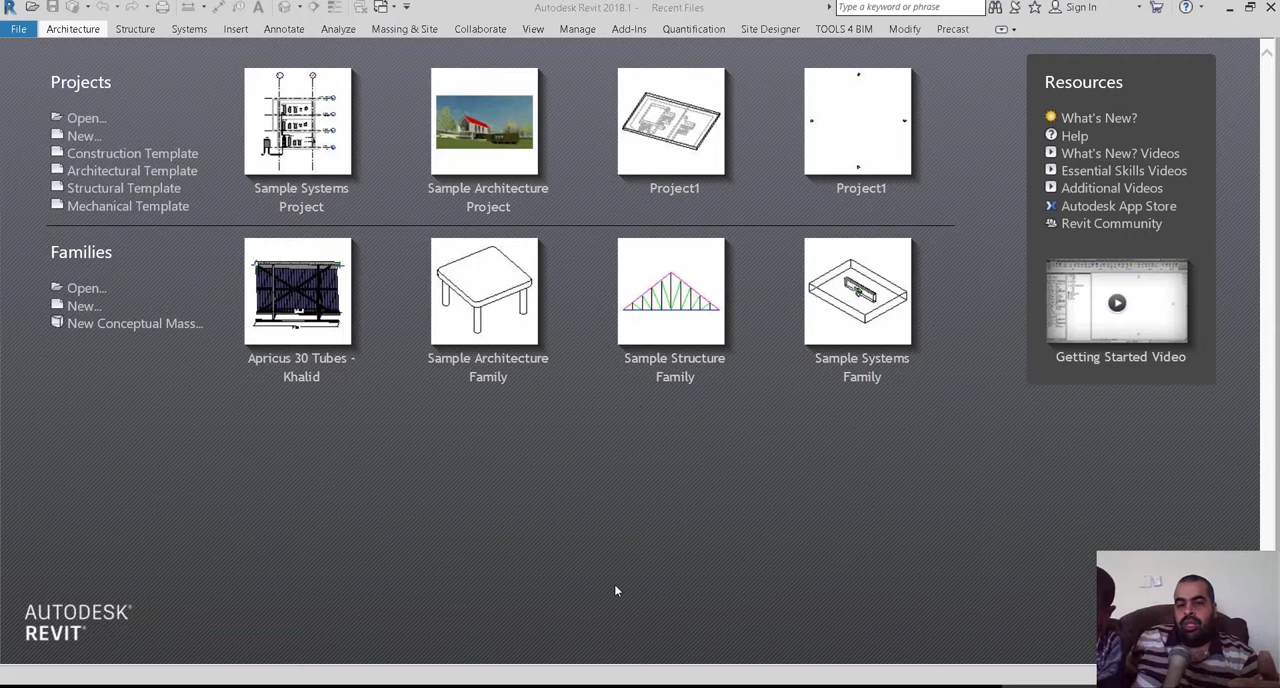 Autodesk Revit 2018.1 - Recent Files
Type a keyword or phrase
Sign In
File Architecture Structure Systems Insert Annotate Analyze Massing & Site Collaborate View Manage Add-Ins Quantification Site Designer TOOLS 4 BIM Modify Precast
Projects
Open...
New...
Construction Template
Architectural Template
Structural Template
Mechanical Template
Sample Systems
Project
Sample Architecture
Project
Project1
Project1
Families
Open...
New...
New Conceptual Mass...
Apricus 30 Tubes -
Khalid
Sample Architecture
Family
Sample Structure
Family
Sample Systems
Family
Resources
What's New?
Help
What's New? Videos
Essential Skills Videos
Additional Videos
Autodesk App Store
Revit Community
Getting Started Video
AUTODESK®
REVIT®